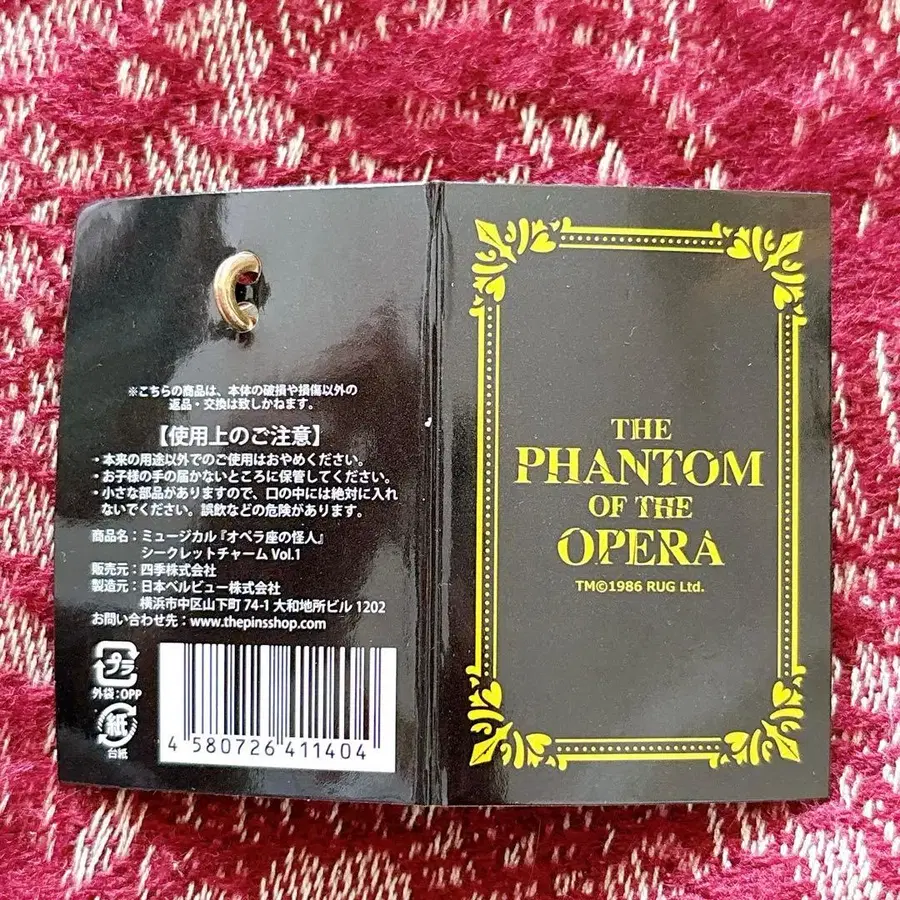 ※こちらの商品は、本体の破損や損傷以外の
返品・交換は致しかねます。
【使用上のご注意】
・本来の用途以外でのご使用はおやめください。
・お子様の手の届かないところに保管してください。
・小さな部品がありますので、口の中には絶対に入れ
ないでください。誤飲などの危険があります。
商品名：ミュージカル『オペラ座の怪人』
シークレットチャーム Vol.1
販売元：四季株式会社
製造元：日本ベルビュー株式会社
横浜市中区山下町 74-1 大和地所ビル 1202
お問い合わせ先：www.thepinsshop.com
プラ
外袋：OPP
紙
台紙
4 580726 411404
THE
PHANTOM
OF THE
OPERA
TM©1986 RUG Ltd.